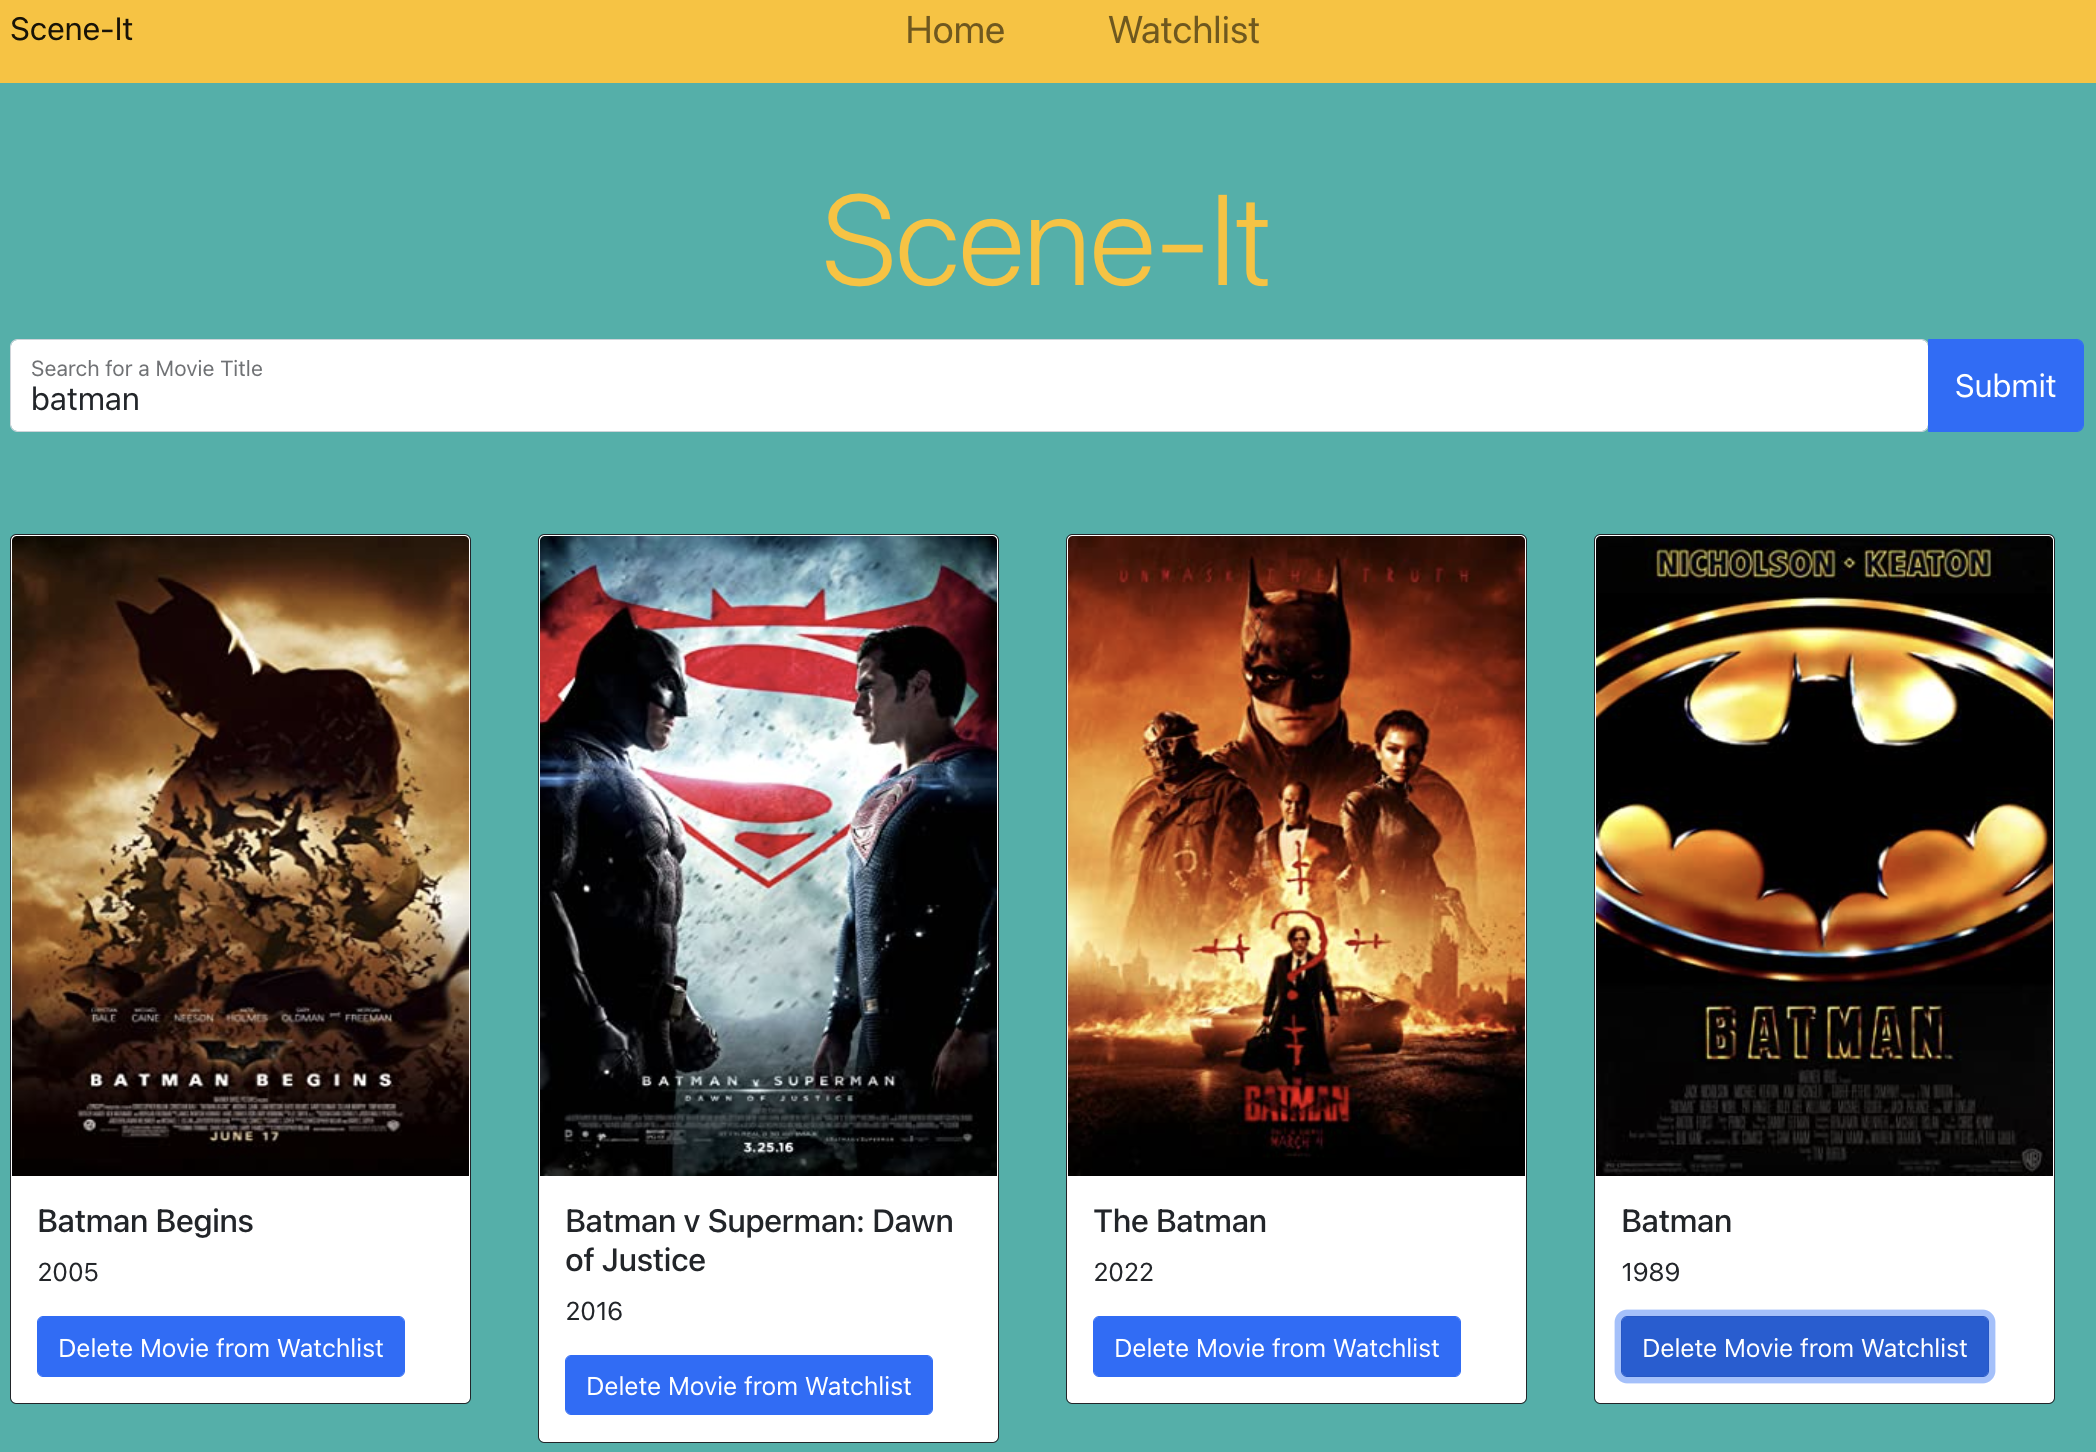 Scene-It
Home
Watchlist
Scene-It
Search for a Movie Title
batman
Submit
BALE CAINE NEESON HOLMES OLDMAN FREEMAN
BATMAN BEGINS
JUNE 17
BATMAN v SUPERMAN
DAWN OF JUSTICE
3.25.16
UNMASK THE TRUTH
THE BATMAN
MARCH 4
NICHOLSON · KEATON
BATMAN
Batman Begins
2005
Delete Movie from Watchlist
Batman v Superman: Dawn
of Justice
2016
Delete Movie from Watchlist
The Batman
2022
Delete Movie from Watchlist
Batman
1989
Delete Movie from Watchlist